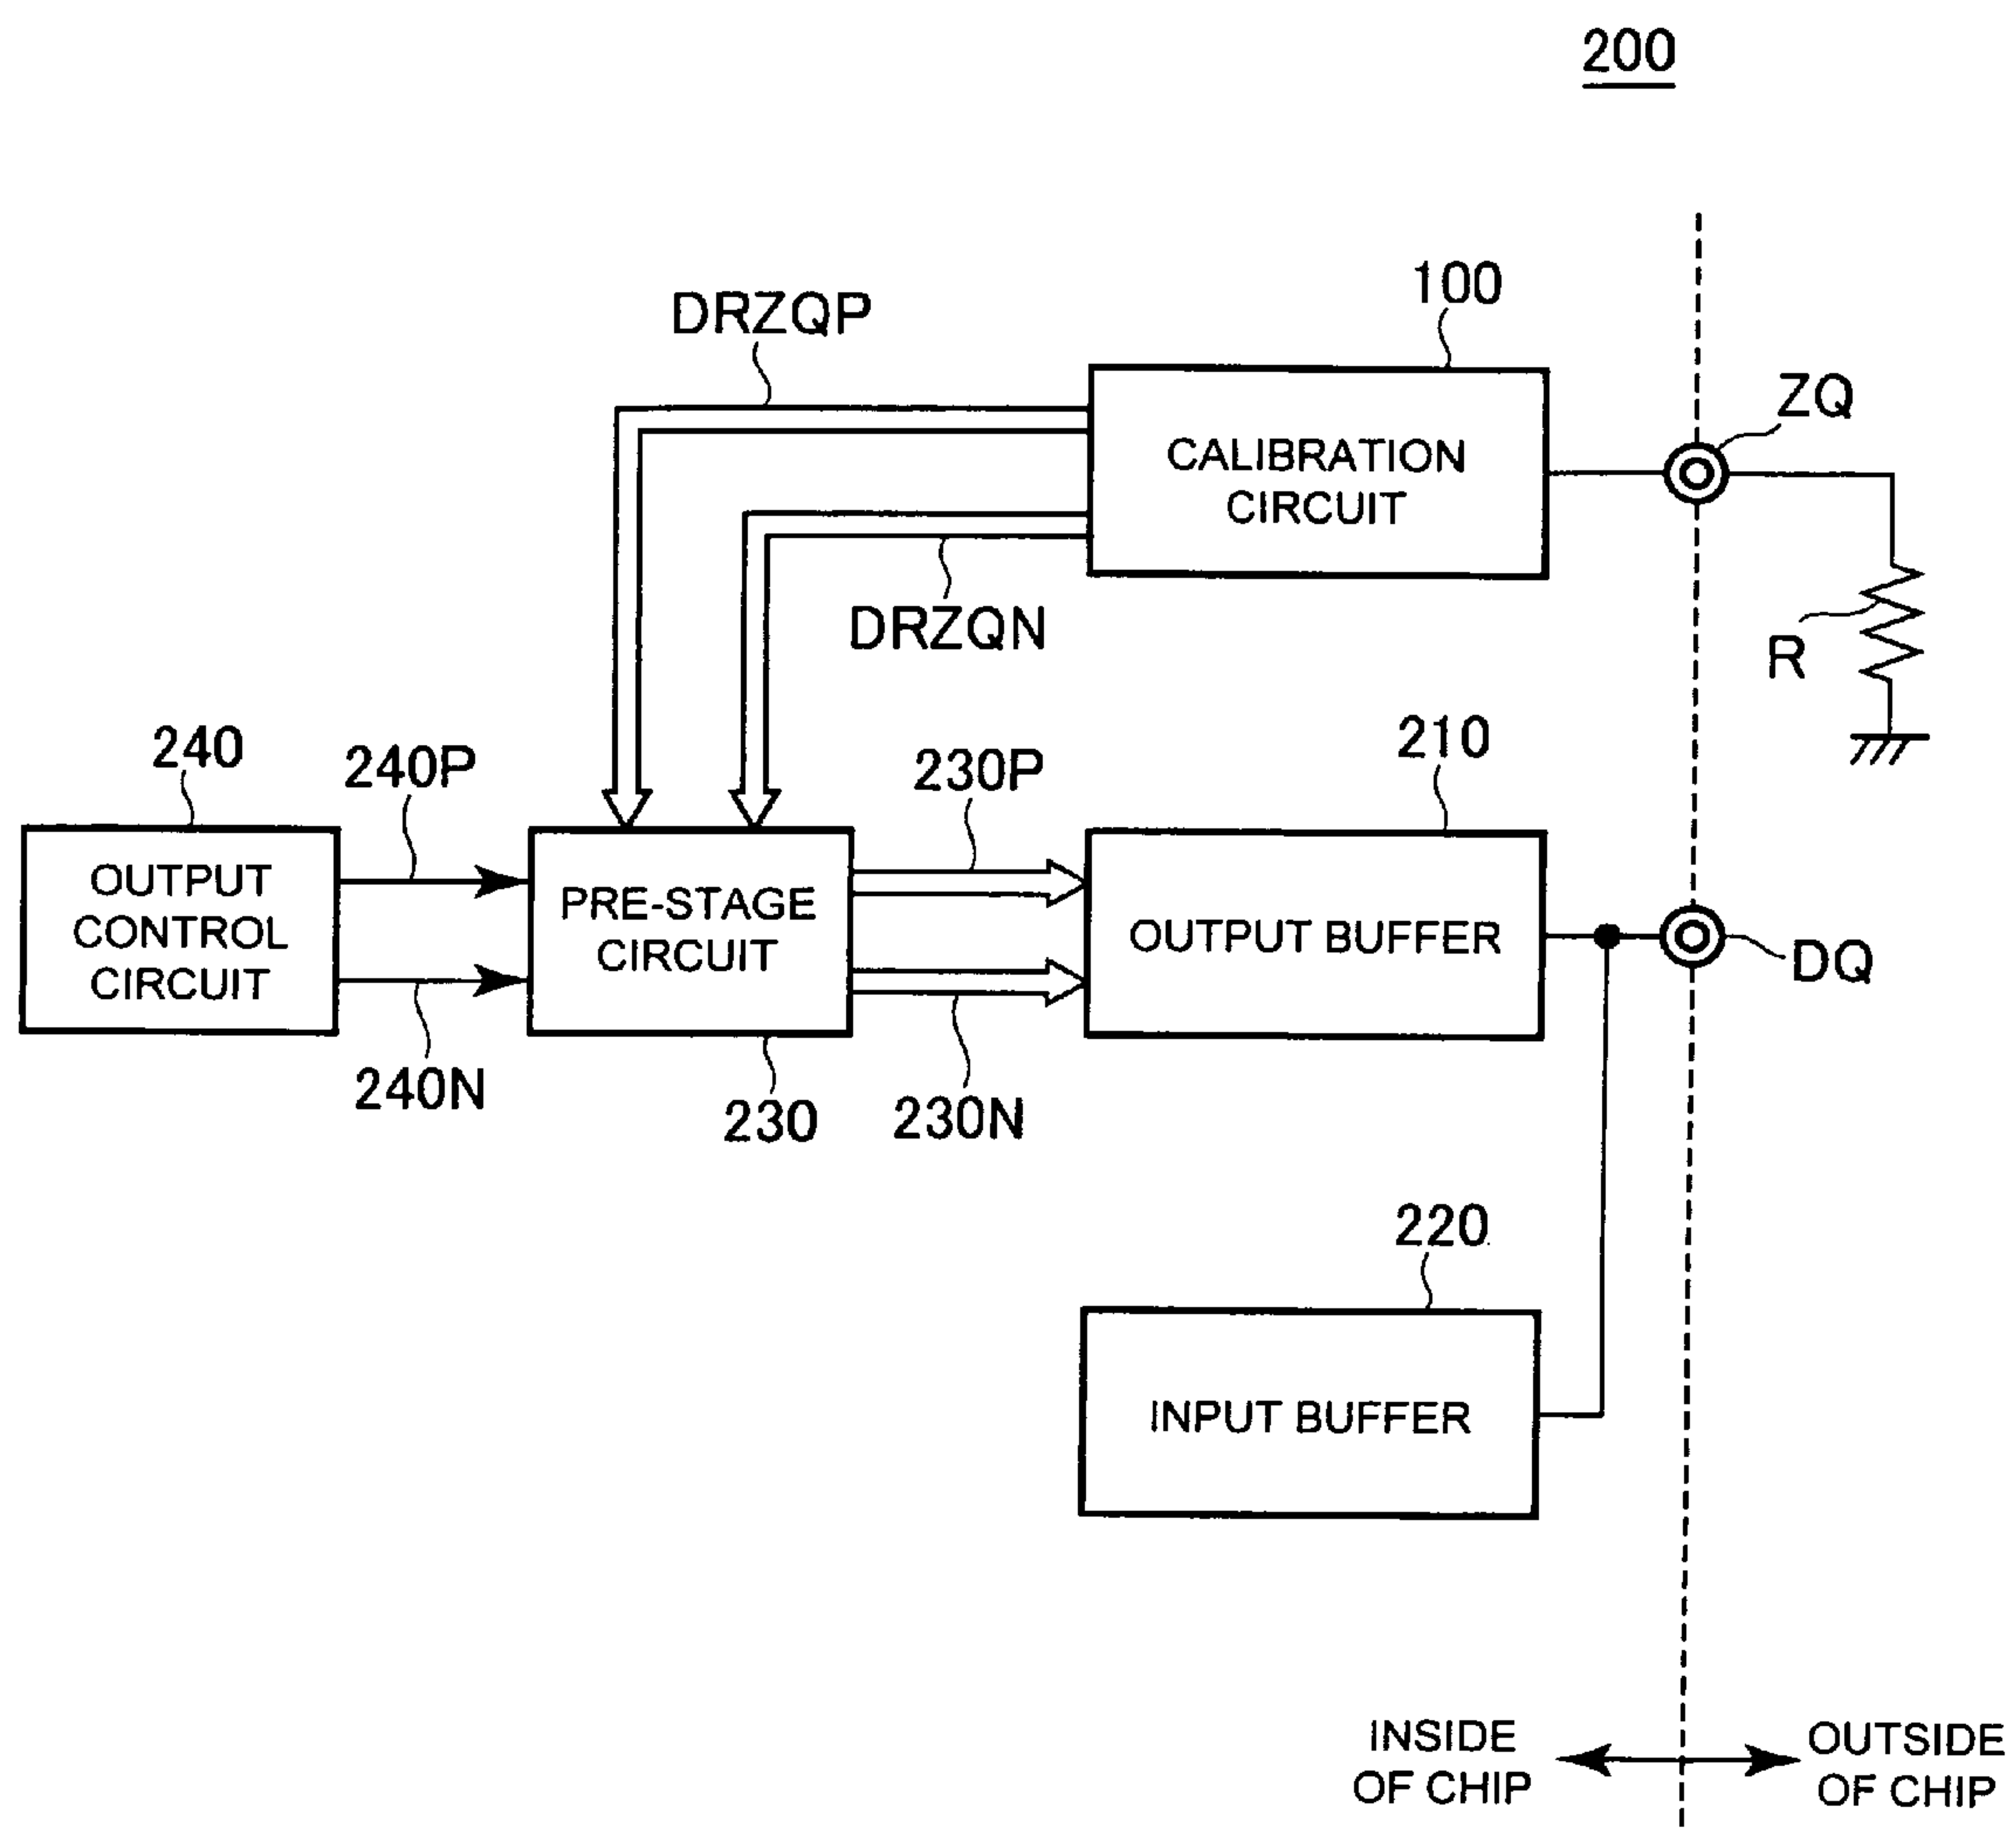 200
100
DRZQP
ZQ
CALIBRATION
CIRCUIT
DRZQN
R
240
240P
230P
210
OUTPUT
CONTROL
CIRCUIT
PRE-STAGE
CIRCUIT
OUTPUT BUFFER
DQ
240N
230
230N
220
INPUT BUFFER
INSIDE
OF CHIP
OUTSIDE
OF CHIP